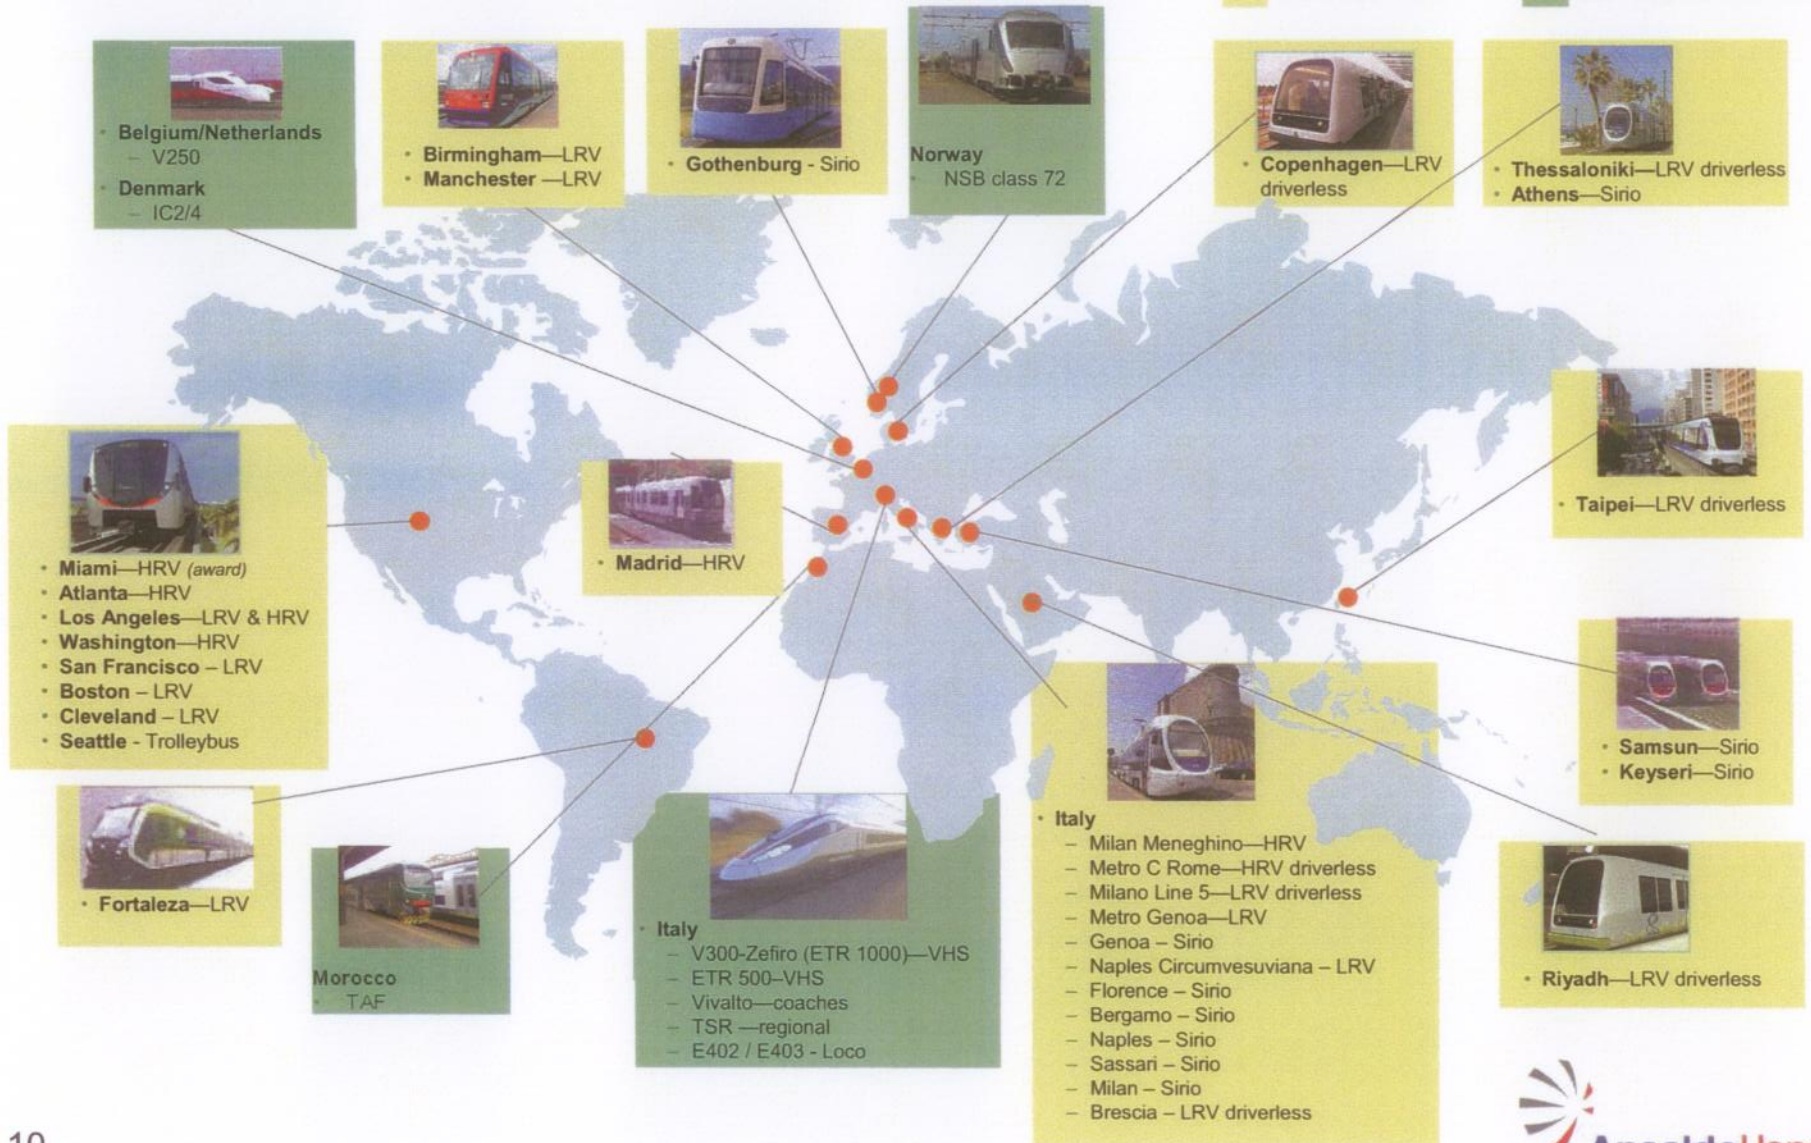 • Belgium/Netherlands
– V250
• Denmark
– IC2/4
• Birmingham—LRV
• Manchester —LRV
• Gothenburg - Sirio
Norway
• NSB class 72
• Copenhagen—LRV
driverless
• Thessaloniki—LRV driverless
• Athens—Sirio
• Taipei—LRV driverless
• Madrid—HRV
• Miami—HRV (award)
• Atlanta—HRV
• Los Angeles—LRV & HRV
• Washington—HRV
• San Francisco – LRV
• Boston – LRV
• Cleveland – LRV
• Seattle - Trolleybus
• Samsun—Sirio
• Keyseri—Sirio
• Fortaleza—LRV
Morocco
• TAF
• Italy
– V300-Zefiro (ETR 1000)—VHS
– ETR 500–VHS
– Vivalto—coaches
– TSR —regional
– E402 / E403 - Loco
• Italy
– Milan Meneghino—HRV
– Metro C Rome—HRV driverless
– Milano Line 5—LRV driverless
– Metro Genoa—LRV
– Genoa – Sirio
– Naples Circumvesuviana – LRV
– Florence – Sirio
– Bergamo – Sirio
– Naples – Sirio
– Sassari – Sirio
– Milan – Sirio
– Brescia – LRV driverless
• Riyadh—LRV driverless